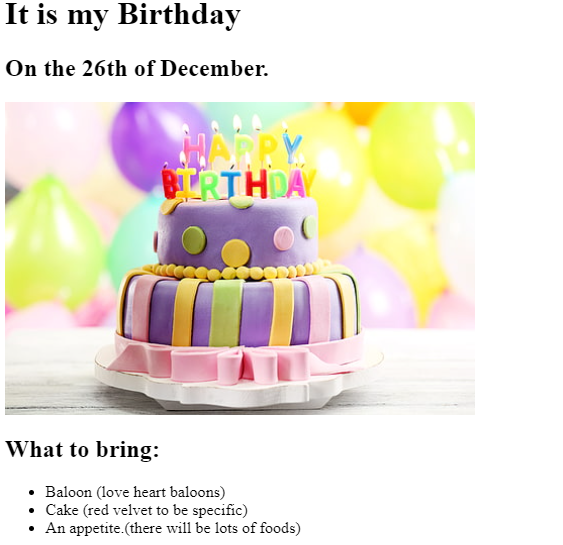 It is my Birthday
On the 26th of December.
HAPPY
BIRTHDAY
What to bring:
Baloon (love heart baloons)
Cake (red velvet to be specific)
An appetite.(there will be lots of foods)